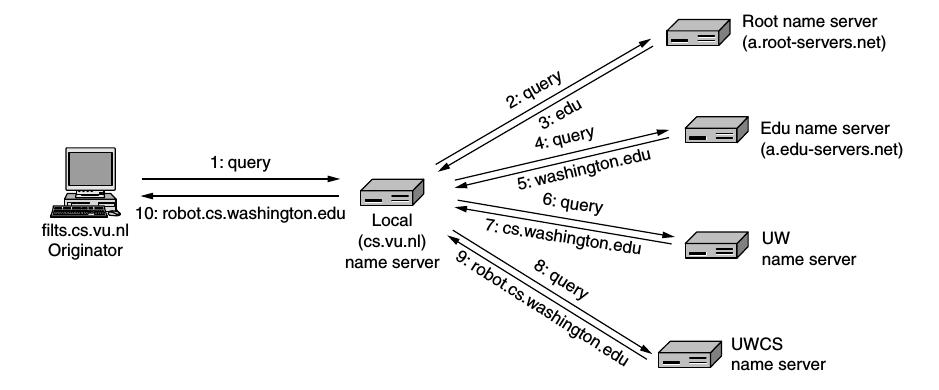 Root name server
(a.root-servers.net)
2: query
3: edu
4: query
Edu name server
(a.edu-servers.net)
5: washington.edu
1: query
10: robot.cs.washington.edu
filts.cs.vu.nl
Originator
Local
(cs.vu.nl)
name server
6: query
7: cs.washington.edu
UW
name server
8: query
9: robot.cs.washington.edu
UWCS
name server